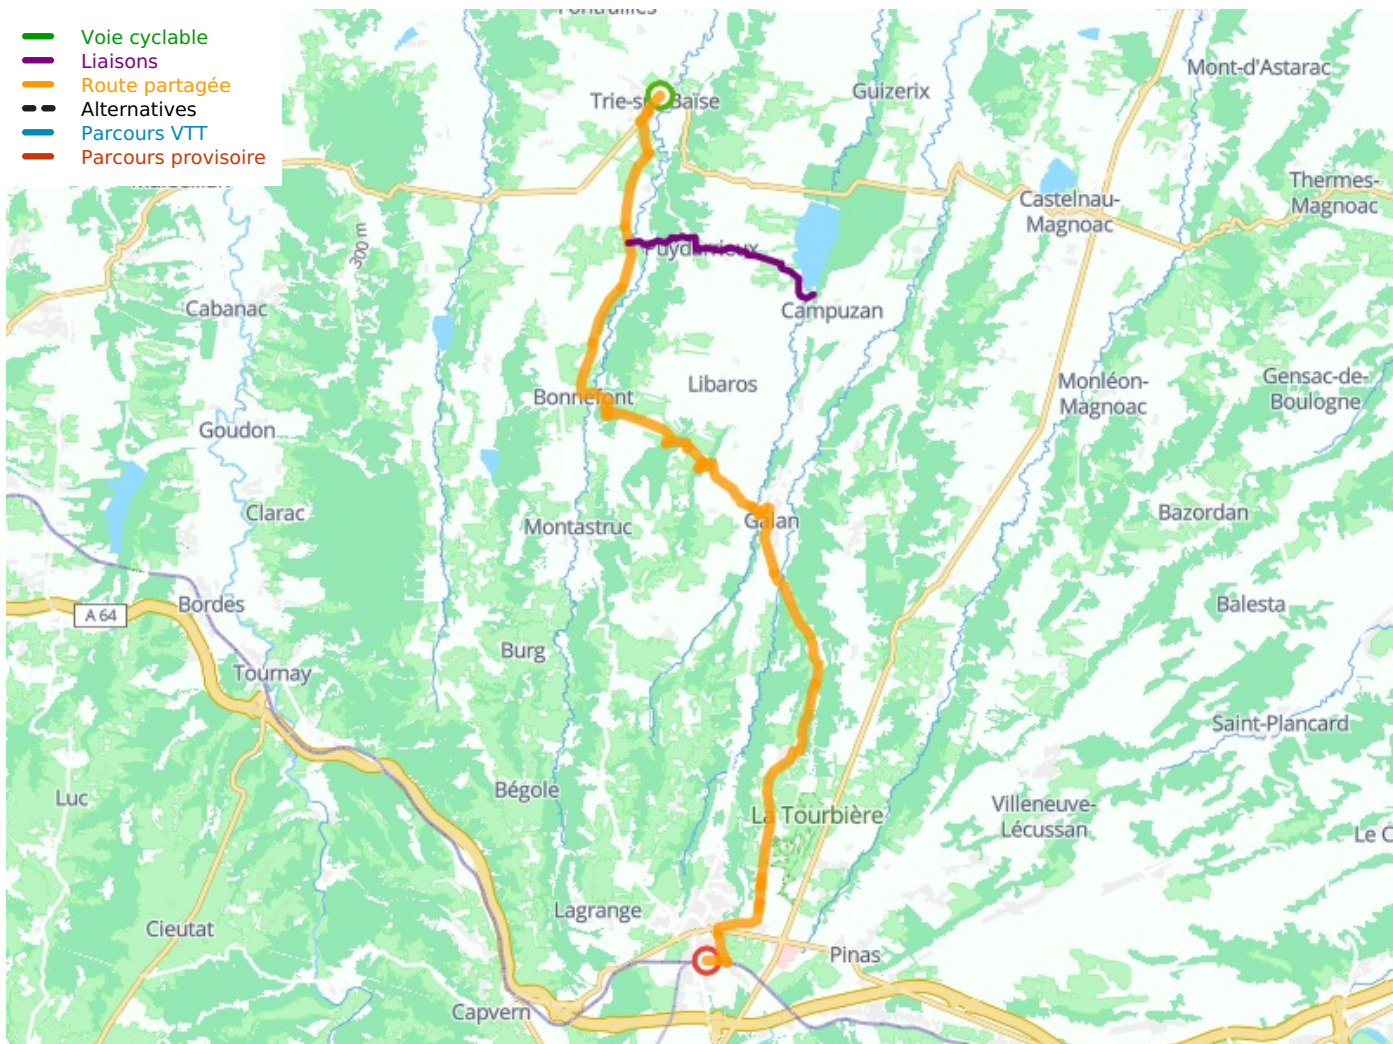 Voie cyclable
Liaisons
Route partagée
Alternatives
Parcours VTT
Parcours provisoire
Mont-d'Astarac
Guizerix
Trie-sur-Baïse
Thermes-
Magnoac
Castelnau-
Magnoac
300 m
Puydarrieux
Cabanac
Campuzan
Libaros
Monléon-
Magnoac
Gensac-de-
Boulogne
Bonnefont
Goudon
Clarac
Montastruc
Galan
Bazordan
A 64
Bordes
Balesta
Burg
Tournay
Saint-Plancard
Bégole
Luc
La Tourbière
Villeneuve-
Lécussan
Le C
Lagrange
Cieutat
Pinas
Capvern